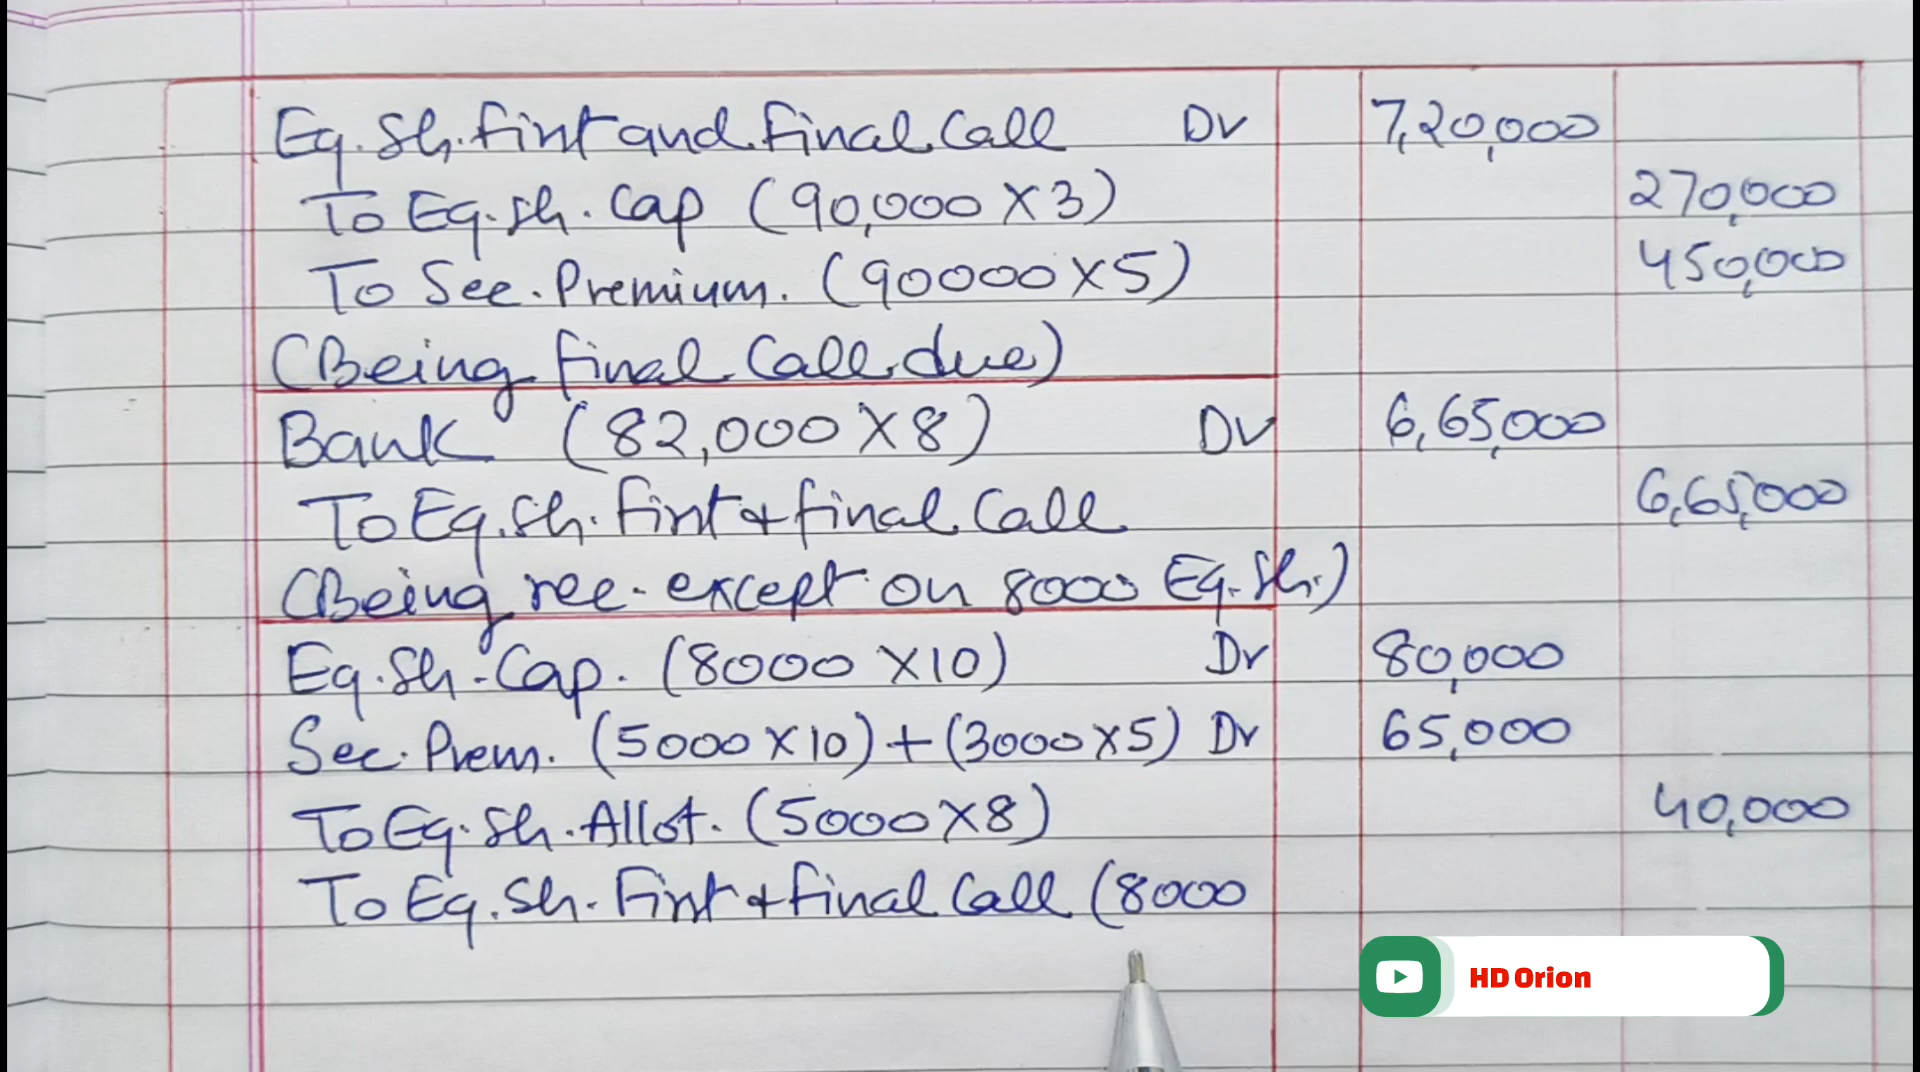 Eq. Sh. first and final Call Dr 7,20,000
To Eq. sh. Cap (90,000 X 3) 270,000
To Sec. Premium. (90000 X 5) 450,000
(Being final Call due)
Bank (82,000 X 8) Dr 6,65,000
To Eq. Sh. First & final Call 6,65,000
(Being rec. except on 8000 Eq. Sh.)
Eq. Sh. Cap. (8000 X 10) Dr 80,000
Sec. Prem. (5000 X 10) + (3000 X 5) Dr 65,000
To Eq. Sh. Allot. (5000 X 8) 40,000
To Eq. Sh. First & final Call (8000
HD Orion